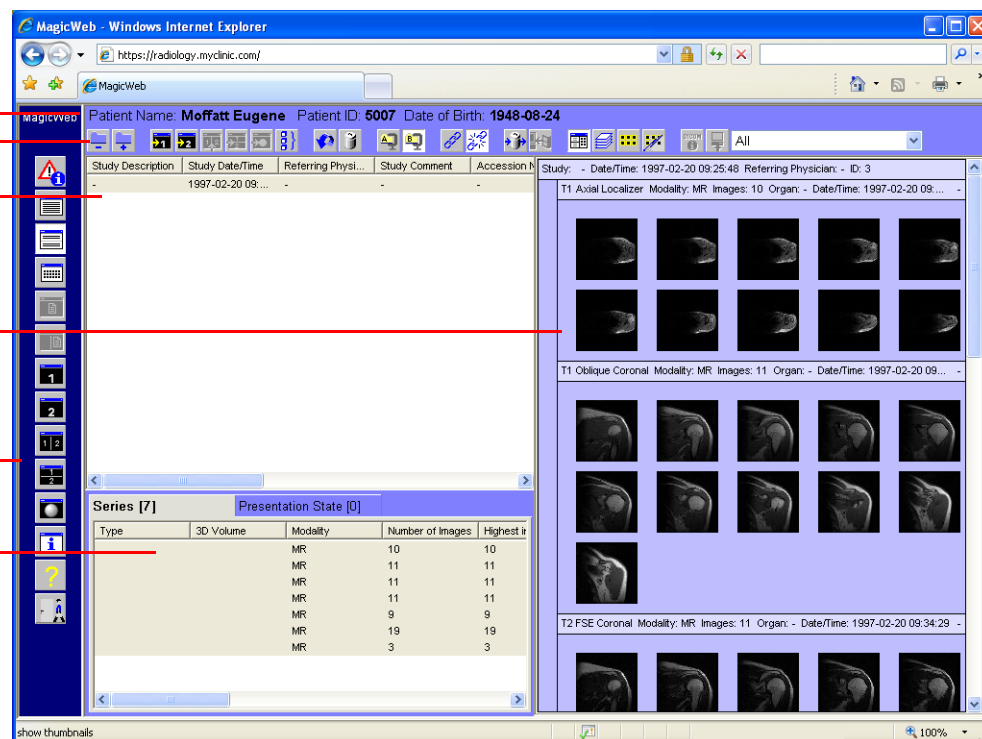 MagicWeb - Windows Internet Explorer
https://radiology.myclinic.com/
MagicWeb
MagicWeb
Patient Name: Moffatt Eugene Patient ID: 5007 Date of Birth: 1948-08-24
All
Study Description Study Date/Time Referring Physi... Study Comment Accession N
- 1997-02-20 09:... - - -
Study: - Date/Time: 1997-02-20 09:25:48 Referring Physician: - ID: 3
T1 Axial Localizer Modality: MR Images: 10 Organ: - Date/Time: 1997-02-20 09:... -
T1 Oblique Coronal Modality: MR Images: 11 Organ: - Date/Time: 1997-02-20 09... -
T2 FSE Coronal Modality: MR Images: 11 Organ: - Date/Time: 1997-02-20 09:34:29 -
1
2
1 2
1
2
i
?
Series [7] Presentation State [0]
Type 3D Volume Modality Number of Images Highest i
MR 10 10
MR 11 11
MR 11 11
MR 11 11
MR 9 9
MR 19 19
MR 3 3
show thumbnails
100%